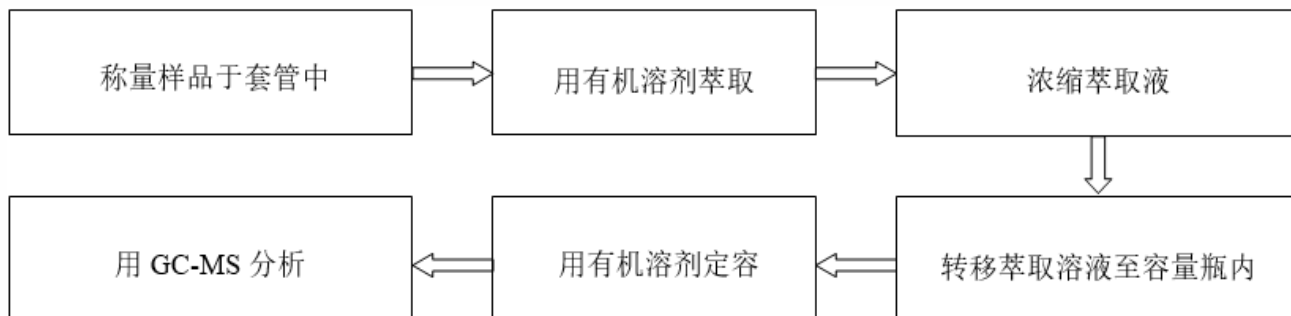 称量样品于套管中
用有机溶剂萃取
浓缩萃取液
转移萃取溶液至容量瓶内
用有机溶剂定容
用 GC-MS 分析